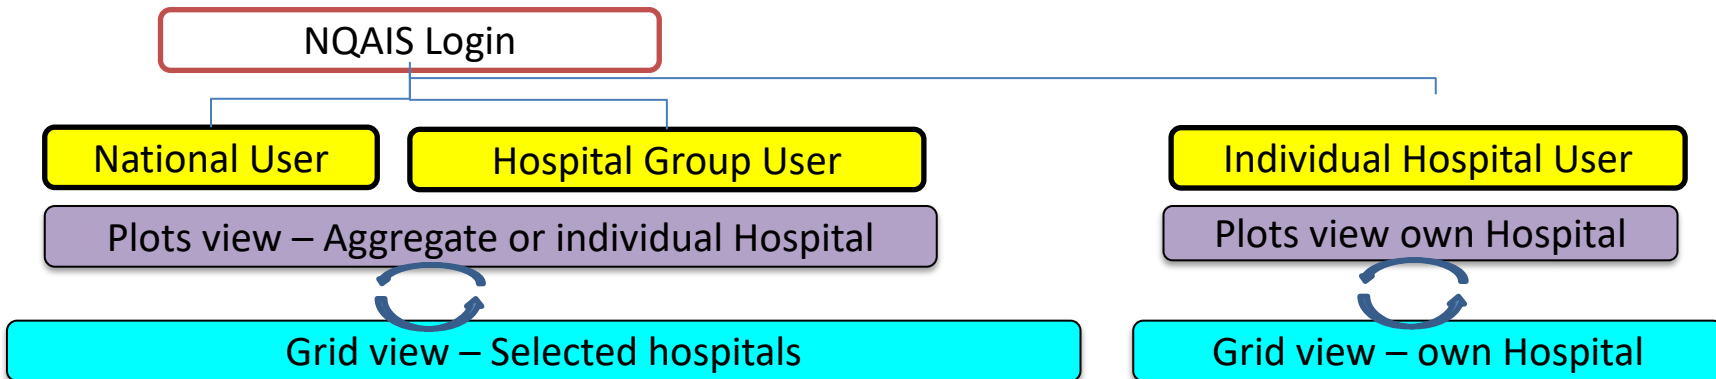 NQAIS Login
National User
Hospital Group User
Individual Hospital User
Plots view – Aggregate or individual Hospital
Plots view own Hospital
Grid view – Selected hospitals
Grid view – own Hospital